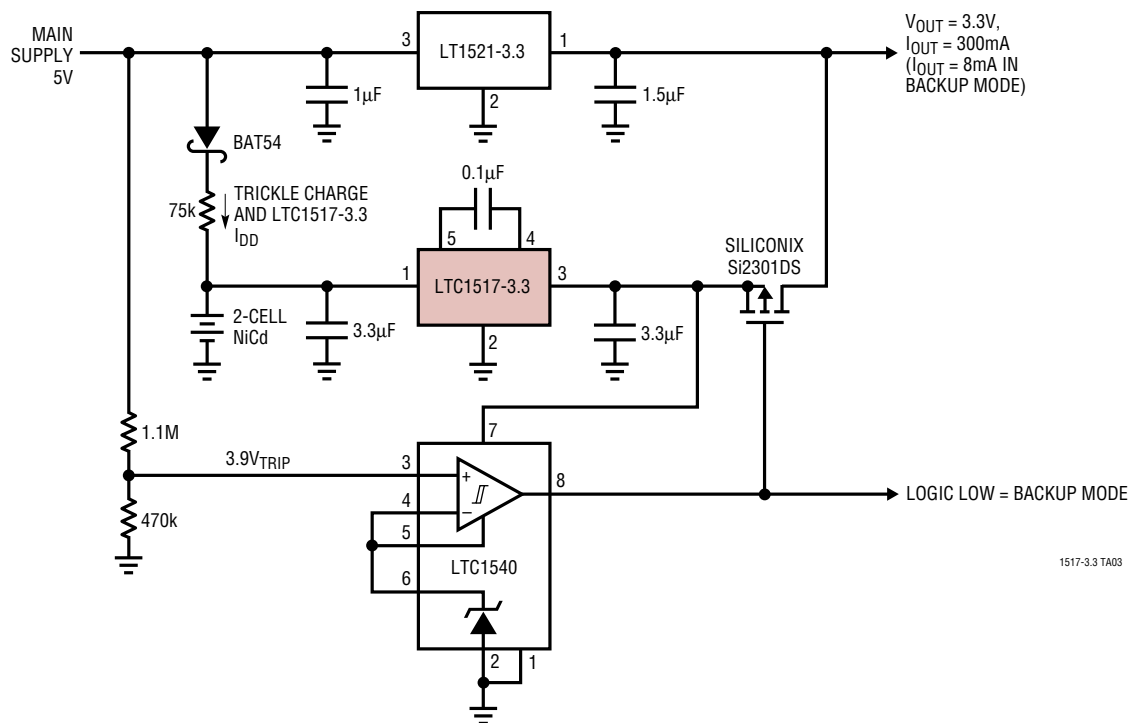 MAIN
SUPPLY
5V
3
LT1521-3.3
1
2
1µF
1.5µF
VOUT = 3.3V,
IOUT = 300mA
(IOUT = 8mA IN
BACKUP MODE)
BAT54
75k
TRICKLE CHARGE
AND LTC1517-3.3
IDD
0.1µF
5
4
1
LTC1517-3.3
3
2
SILICONIX
Si2301DS
2-CELL
NiCd
3.3µF
3.3µF
1.1M
3.9VTRIP
470k
7
3
+
4
–
5
6
8
LTC1540
2
1
LOGIC LOW = BACKUP MODE
1517-3.3 TA03